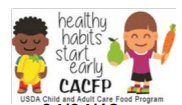 healthy
habits
start
early
CACFP
USDA Child and Adult Care Food Program